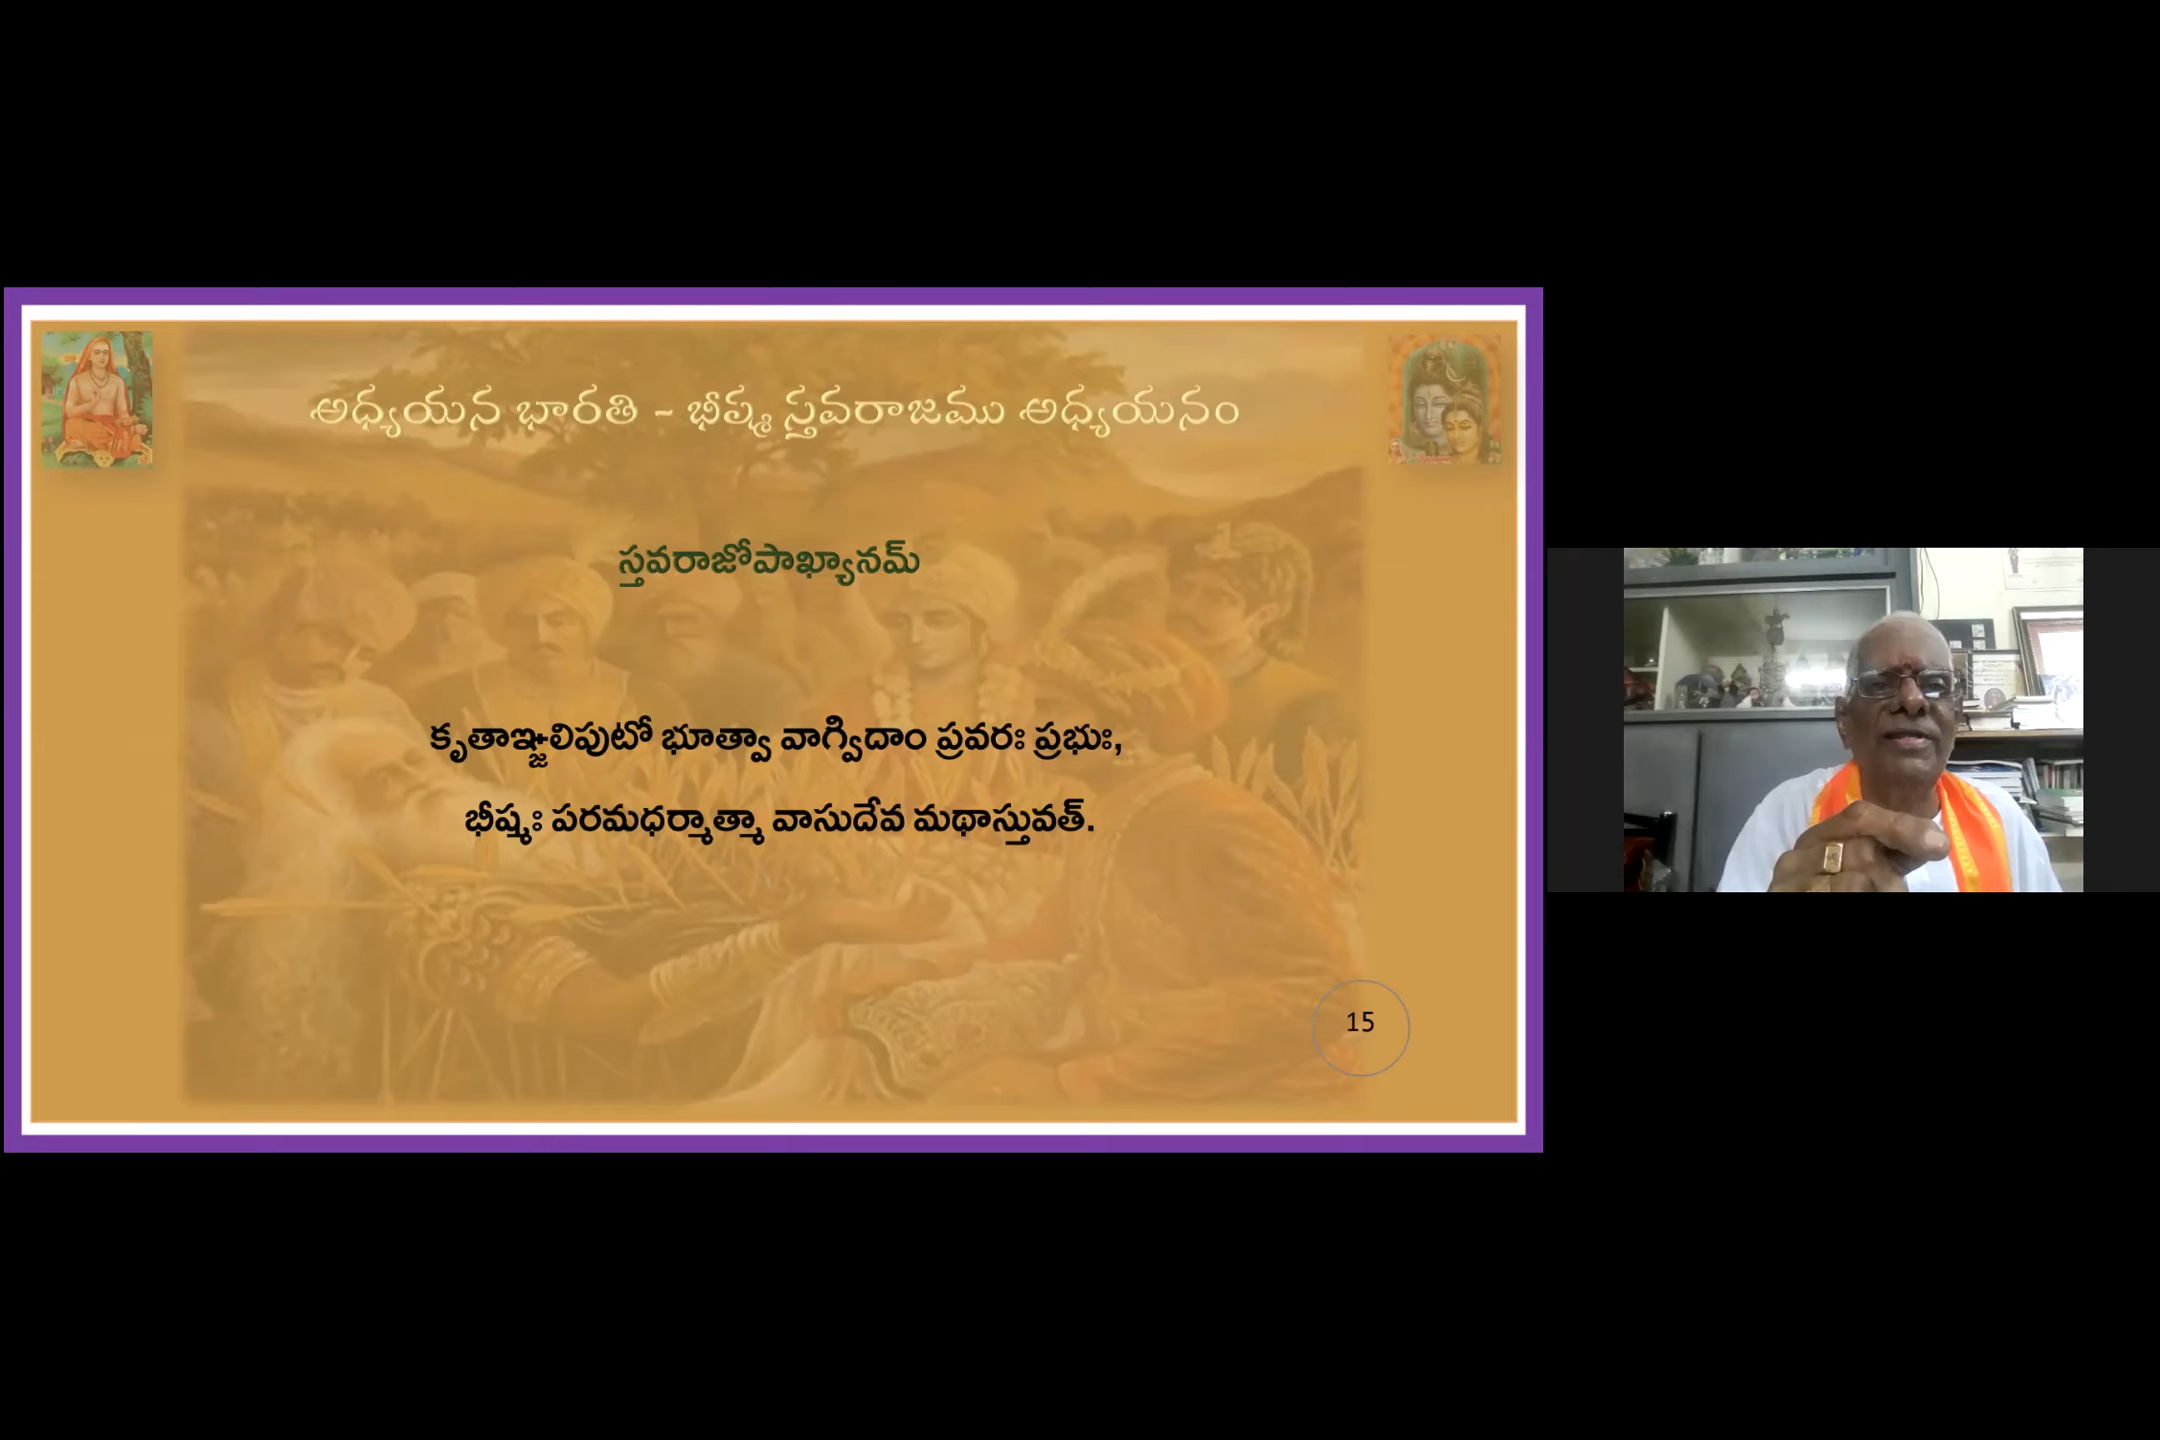 అధ్యయన భారతి - భీష్మ స్తవరాజము అధ్యయనం
స్తవరాజోపాఖ్యానమ్
కృతాఞ్జలిపుటో భూత్వా వాగ్విదాం ప్రవరః ప్రభుః,
భీష్మః పరమధర్మాత్మా వాసుదేవ మథాస్తువత్.
15